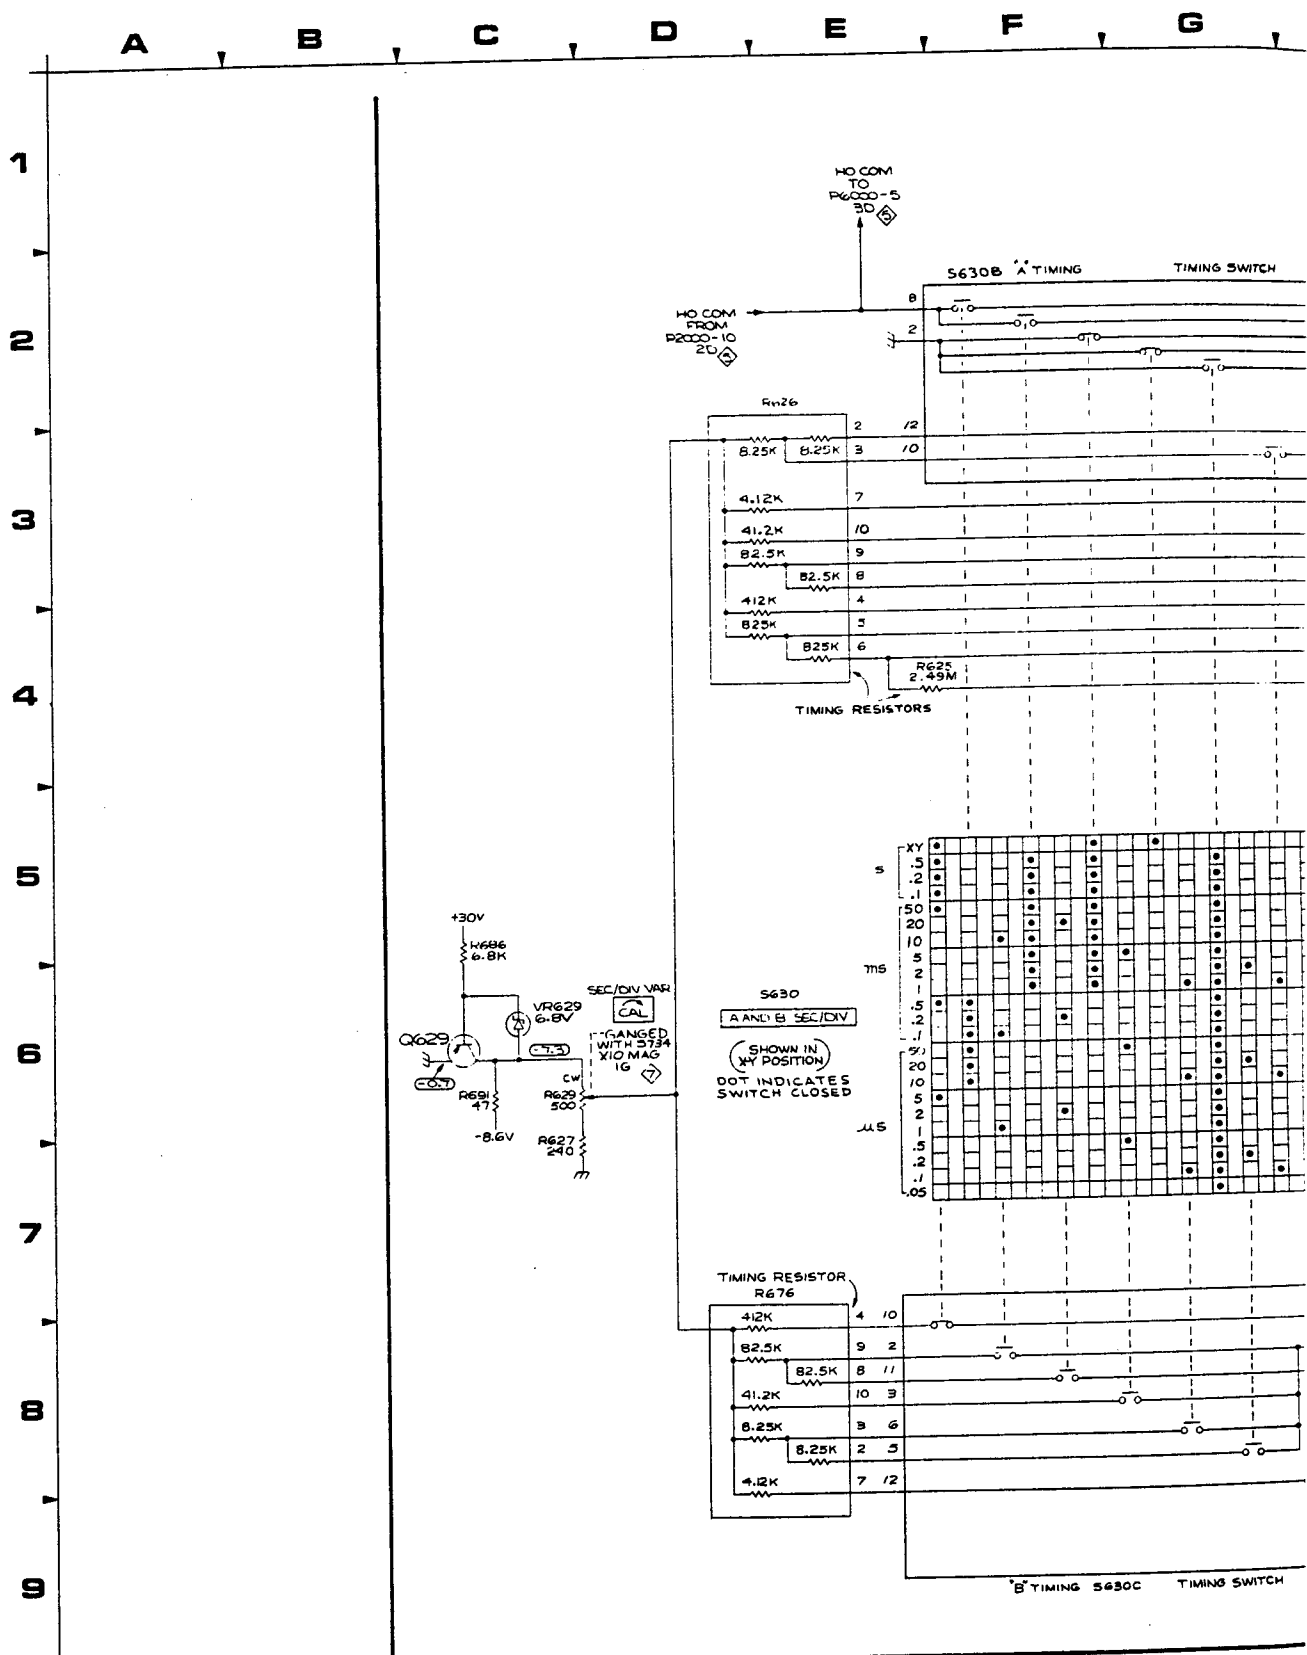 A B C D E F G
1
HO COM
TO
P6000-5
3D 5
S630B "A" TIMING TIMING SWITCH
8
2
HO COM
FROM
P2000-10
2D
2
2 12
8.25K 8.25K 3 10
3
4.12K 7
41.2K 10
82.5K 9
82.5K 8
412K 4
825K 5
825K 6
R625
2.49M
4
TIMING RESISTORS
5
s
XY
.5
.2
.1
ms
50
20
10
5
2
1
.5
.2
.1
μs
50
20
10
5
2
1
.5
.2
.1
.05
+30V
R686
6.8K
SEC/DIV VAR
CAL
VR629
6.8V
GANGED
WITH S734
X10 MAG
1G
7
S630
A AND B SEC/DIV
(SHOWN IN
XY POSITION)
DOT INDICATES
SWITCH CLOSED
6
Q629
-7.3
-0.7
CW
R691
47
R629
500
-8.6V
R627
240
7
TIMING RESISTOR
R676
412K 4 10
82.5K 9 2
82.5K 8 11
8
41.2K 10 3
8.25K 3 6
8.25K 2 5
4.12K 7 12
9
"B" TIMING S630C TIMING SWITCH